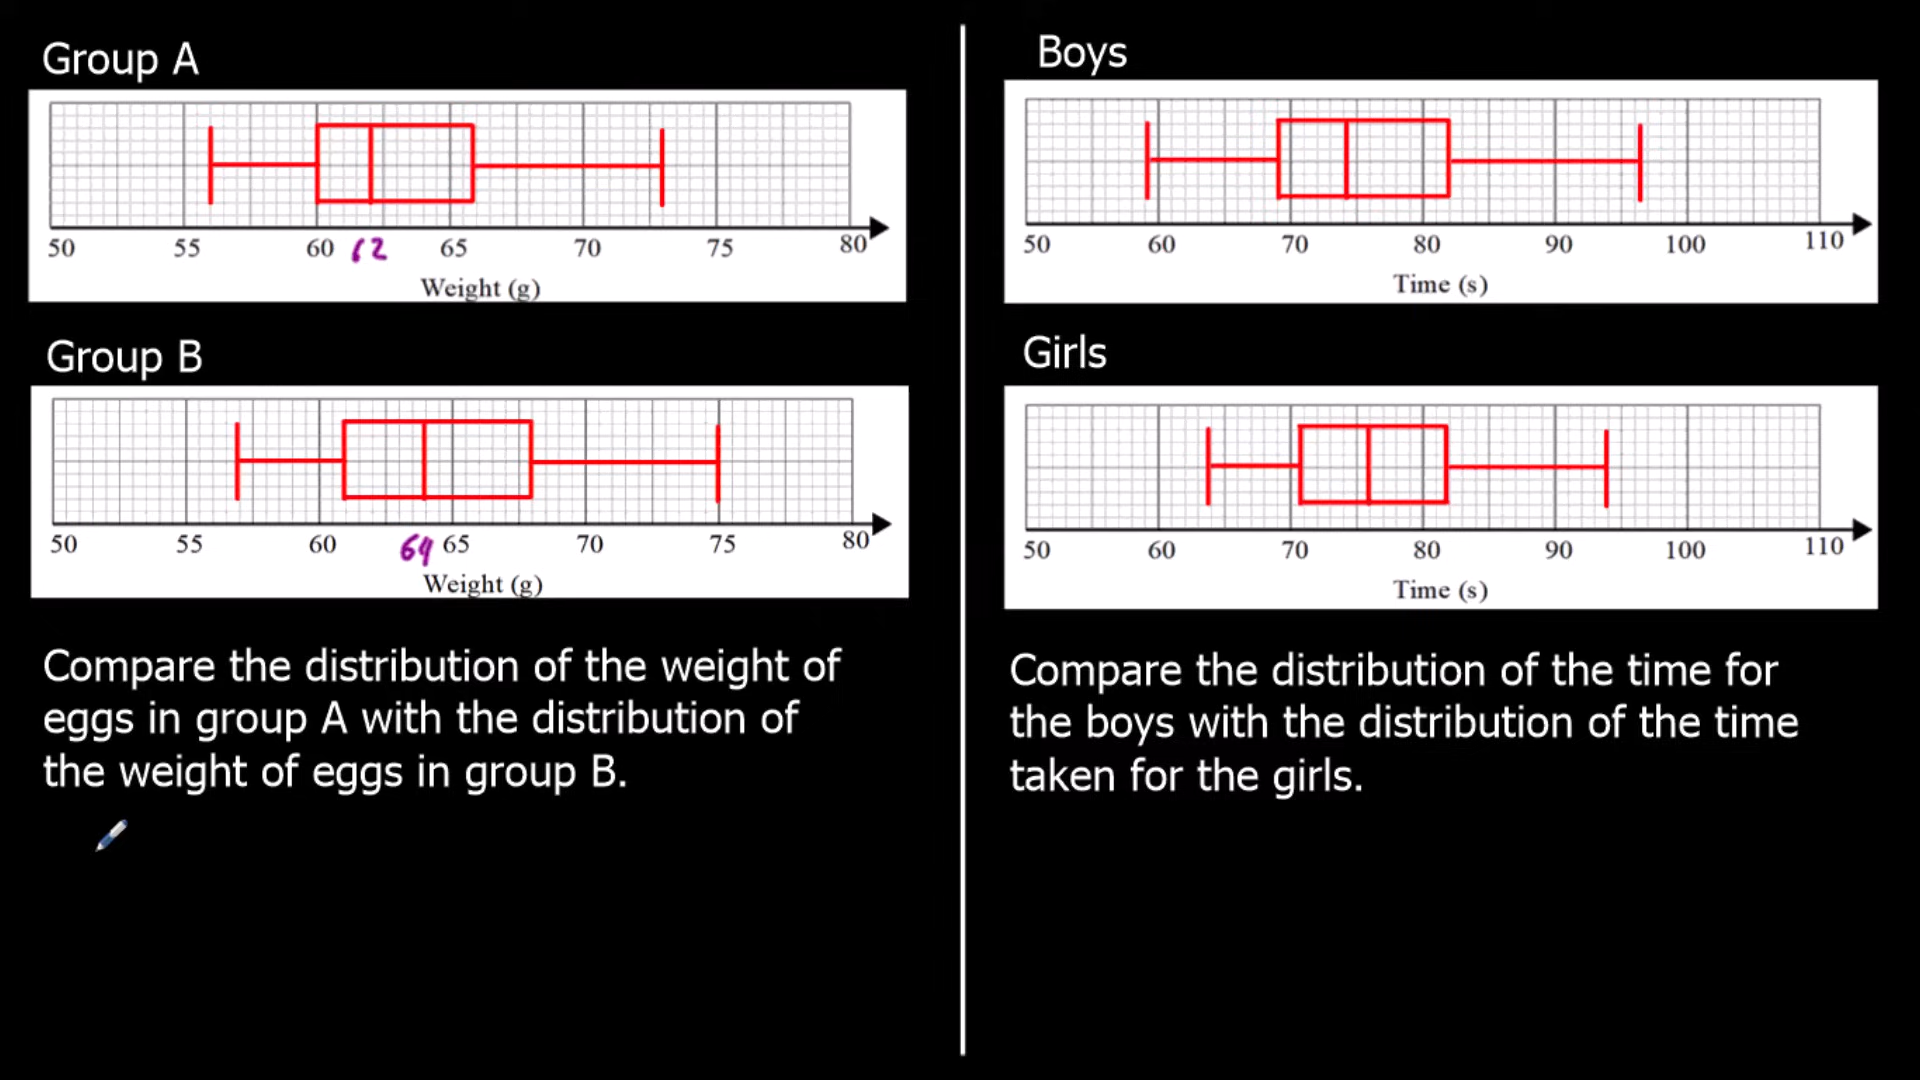 Group A
50 55 60 62 65 70 75 80
Weight (g)
Group B
50 55 60 64 65 70 75 80
Weight (g)
Compare the distribution of the weight of
eggs in group A with the distribution of
the weight of eggs in group B.
Boys
50 60 70 80 90 100 110
Time (s)
Girls
50 60 70 80 90 100 110
Time (s)
Compare the distribution of the time for
the boys with the distribution of the time
taken for the girls.